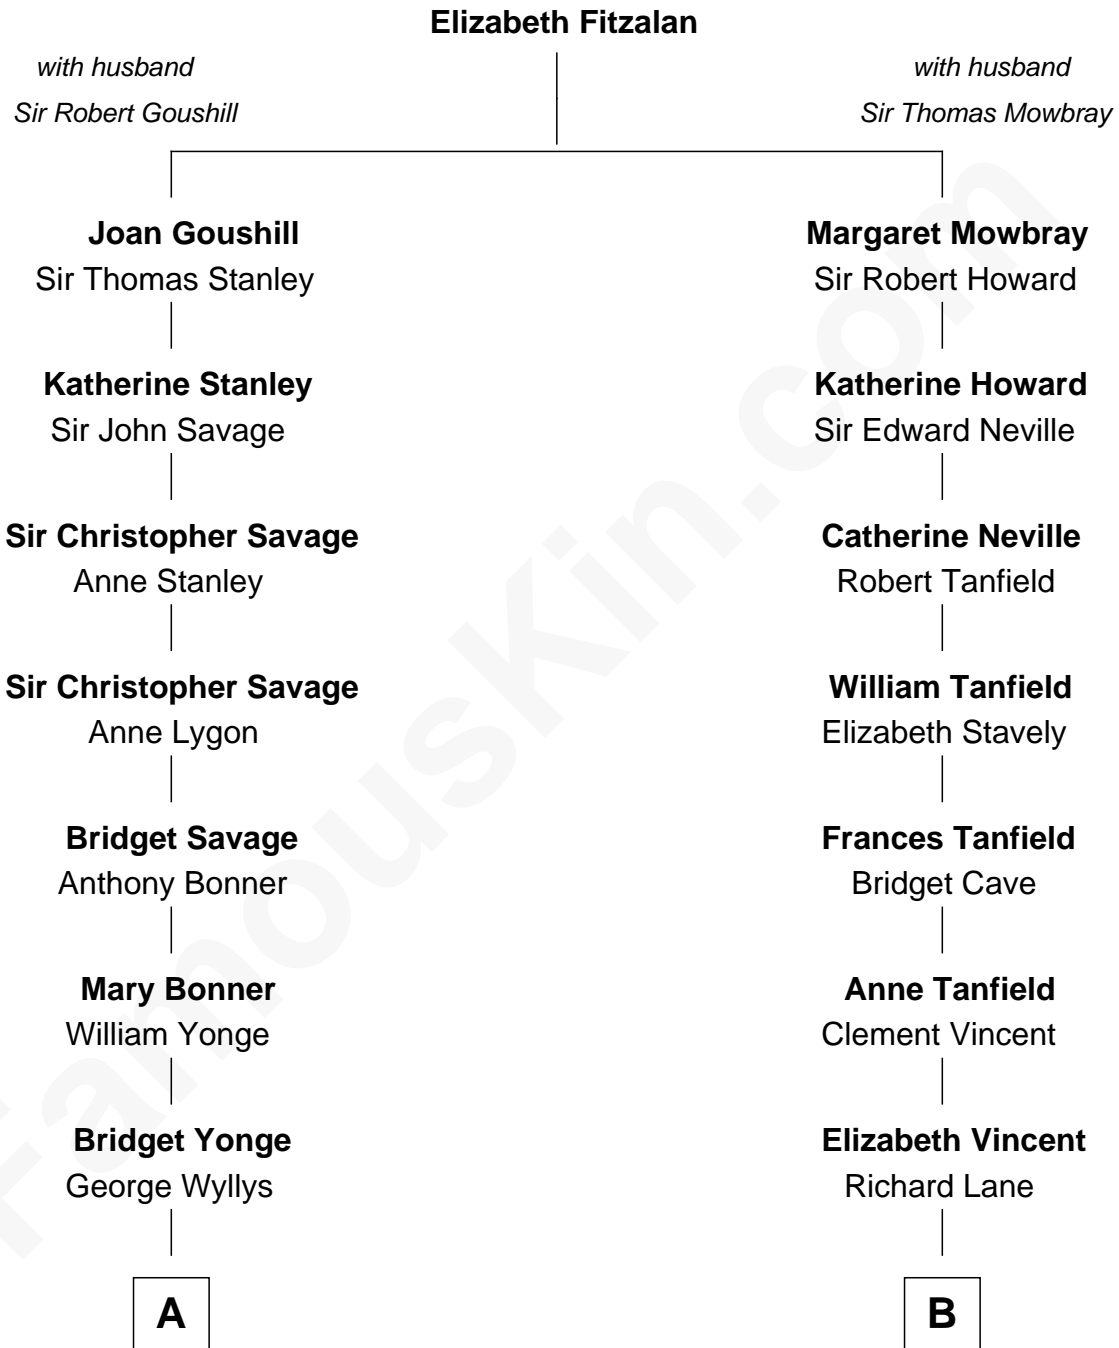 Elizabeth Fitzalan
with husband
Sir Robert Goushill
with husband
Sir Thomas Mowbray
Joan Goushill
Sir Thomas Stanley
Margaret Mowbray
Sir Robert Howard
Katherine Stanley
Sir John Savage
Katherine Howard
Sir Edward Neville
Sir Christopher Savage
Anne Stanley
Catherine Neville
Robert Tanfield
Sir Christopher Savage
Anne Lygon
William Tanfield
Elizabeth Stavely
Bridget Savage
Anthony Bonner
Frances Tanfield
Bridget Cave
Mary Bonner
William Yonge
Anne Tanfield
Clement Vincent
Bridget Yonge
George Wyllys
Elizabeth Vincent
Richard Lane
A
B
FamousKin.com